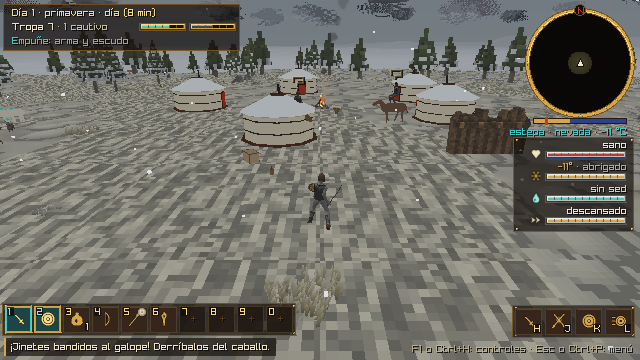 Día 1 · primavera · día (8 min)
Tropa 7 · 1 cautivo
Empuñe: arma y escudo
N
estepa · nevada · -11 °C
sano
-11° · abrigado
sin sed
descansado
1 2 3 4 5 6 7 8 9 0
1
H J K L
¡Jinetes bandidos al galope! Derríbalos del caballo.
F1 o Ctrl+H: controles · Esc o Ctrl+P: menú